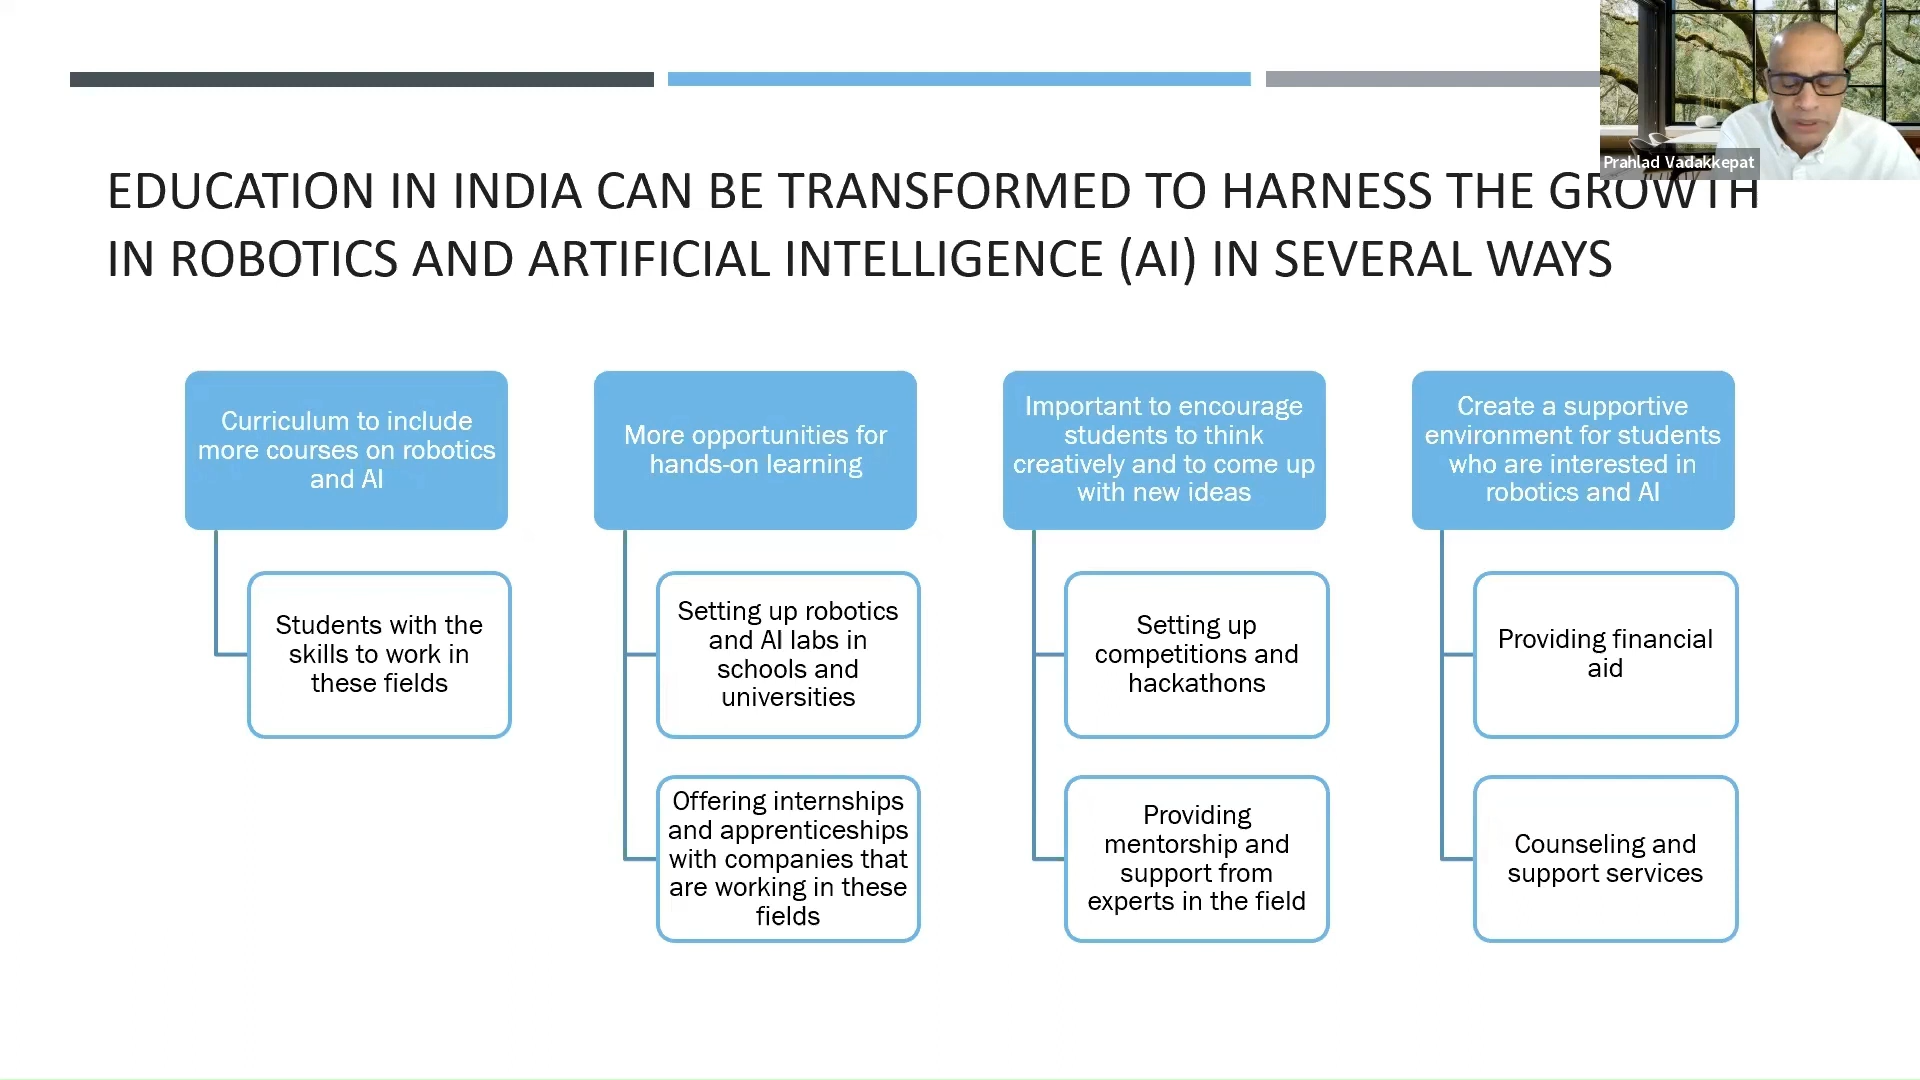 Prahlad Vadakkepat
EDUCATION IN INDIA CAN BE TRANSFORMED TO HARNESS THE GROWTH
IN ROBOTICS AND ARTIFICIAL INTELLIGENCE (AI) IN SEVERAL WAYS
Curriculum to include
more courses on robotics
and AI
Students with the
skills to work in
these fields
More opportunities for
hands-on learning
Setting up robotics
and AI labs in
schools and
universities
Offering internships
and apprenticeships
with companies that
are working in these
fields
Important to encourage
students to think
creatively and to come up
with new ideas
Setting up
competitions and
hackathons
Providing
mentorship and
support from
experts in the field
Create a supportive
environment for students
who are interested in
robotics and AI
Providing financial
aid
Counseling and
support services